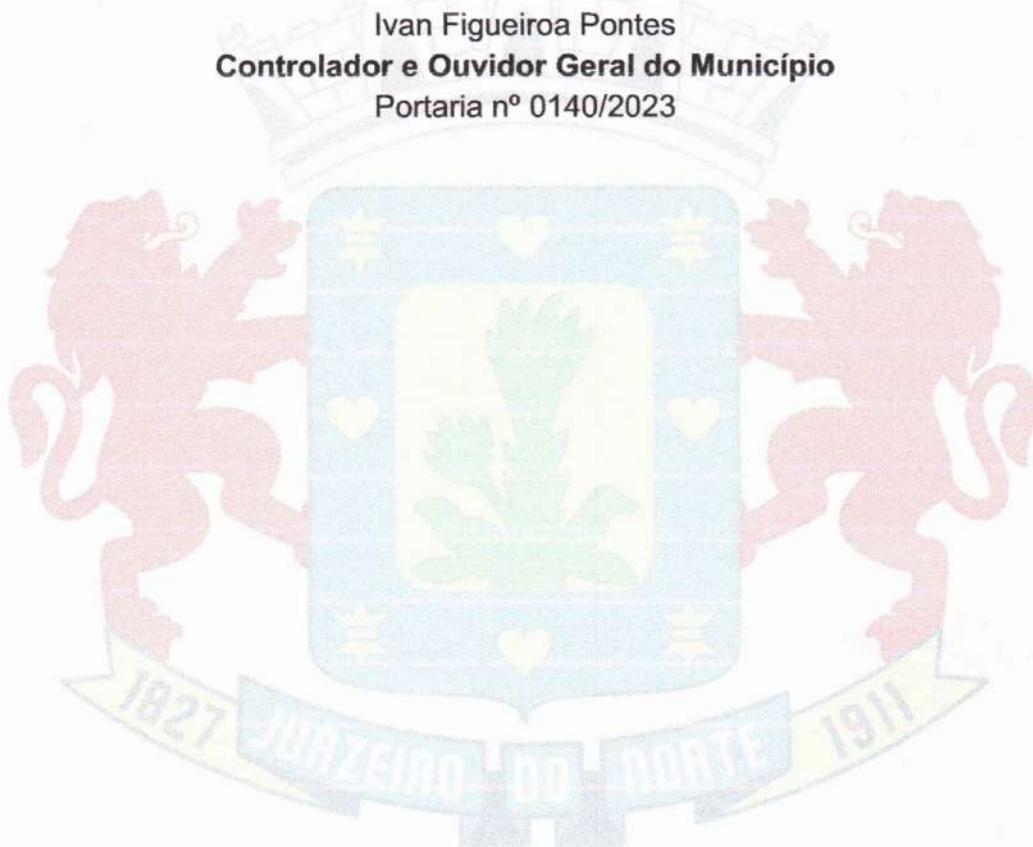 Ivan Figueiroa Pontes
Controlador e Ouvidor Geral do Município
Portaria nº 0140/2023
1827 JUAZEIRO DO NORTE 1911